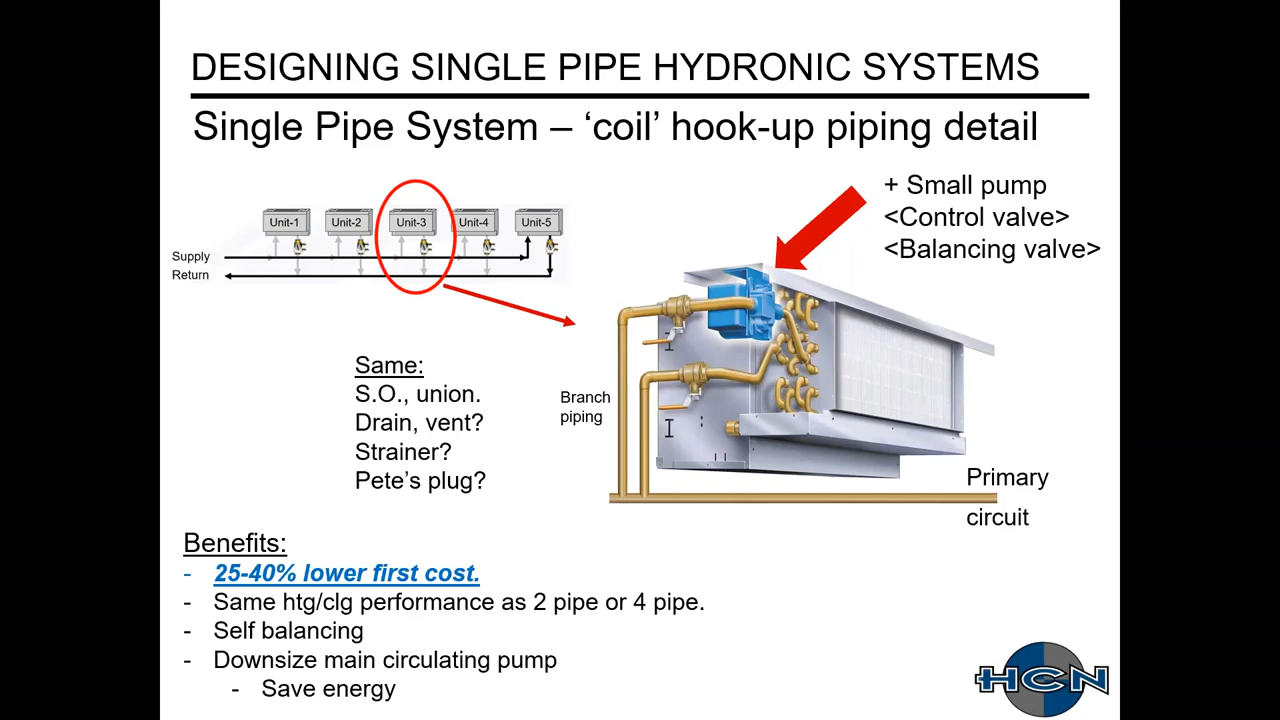 DESIGNING SINGLE PIPE HYDRONIC SYSTEMS
Single Pipe System – ‘coil’ hook-up piping detail
+ Small pump
<Control valve>
<Balancing valve>
Unit-1 Unit-2 Unit-3 Unit-4 Unit-5
Supply
Return
Same:
S.O., union.
Drain, vent?
Strainer?
Pete’s plug?
Branch
piping
Primary
circuit
Benefits:
- 25-40% lower first cost.
- Same htg/clg performance as 2 pipe or 4 pipe.
- Self balancing
- Downsize main circulating pump
- Save energy
HCN